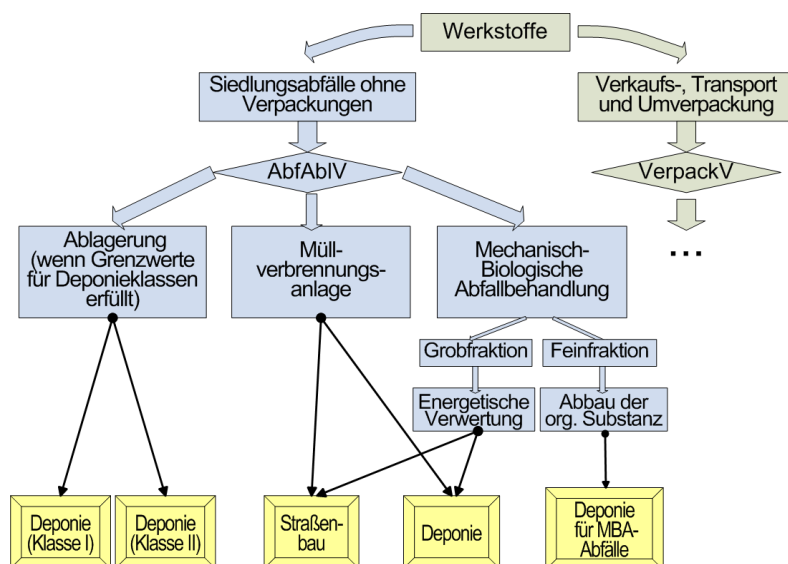 Werkstoffe
Siedlungsabfälle ohne
Verpackungen
Verkaufs-, Transport
und Umverpackung
AbfAblV
VerpackV
Ablagerung
(wenn Grenzwerte
für Deponieklassen
erfüllt)
Müll-
verbrennungs-
anlage
Mechanisch-
Biologische
Abfallbehandlung
...
Grobfraktion
Feinfraktion
Energetische
Verwertung
Abbau der
org. Substanz
Deponie
(Klasse I)
Deponie
(Klasse II)
Straßen-
bau
Deponie
Deponie
für MBA-
Abfälle